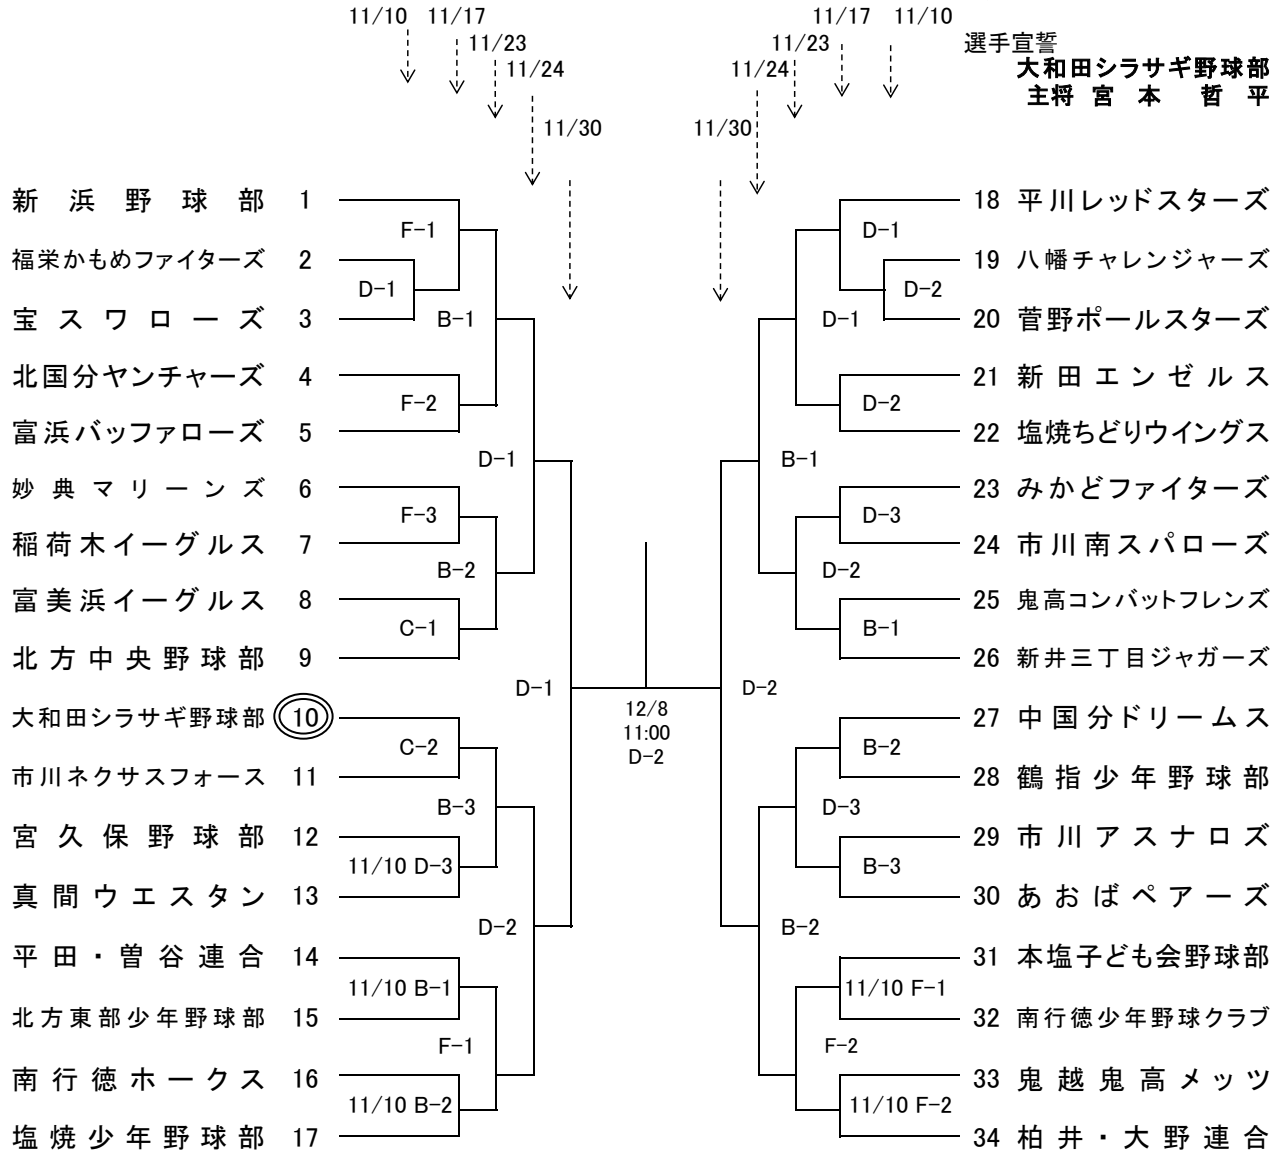 11/10 11/17 11/17 11/10
11/23 11/23 選手宣誓
11/24 11/24 大和田シラサギ野球部
主将 宮本 哲平
11/30 11/30
新浜野球部 1 18 平川レッドスターズ
F-1 D-1
福栄かもめファイターズ 2 19 八幡チャレンジャーズ
D-1 D-2
宝スワローズ 3 B-1 D-1 20 菅野ポールスターズ
北国分ヤンチャーズ 4 21 新田エンゼルス
F-2 D-2
富浜バッファローズ 5 22 塩焼ちどりウイングス
D-1 B-1
妙典マリーンズ 6 23 みかどファイターズ
F-3 D-3
稲荷木イーグルス 7 24 市川南スパローズ
B-2 D-2
富美浜イーグルス 8 25 鬼高コンバットフレンズ
C-1 B-1
北方中央野球部 9 26 新井三丁目ジャガーズ
D-1 D-2
大和田シラサギ野球部 10 12/8 27 中国分ドリームス
11:00
C-2 D-2 B-2
市川ネクサスフォース 11 28 鶴指少年野球部
B-3 D-3
宮久保野球部 12 29 市川アスナロズ
11/10 D-3 B-3
真間ウエスタン 13 30 あおばベアーズ
D-2 B-2
平田・曽谷連合 14 31 本塩子ども会野球部
11/10 B-1 11/10 F-1
北方東部少年野球部 15 32 南行徳少年野球クラブ
F-1 F-2
南行徳ホークス 16 33 鬼越鬼高メッツ
11/10 B-2 11/10 F-2
塩焼少年野球部 17 34 柏井・大野連合